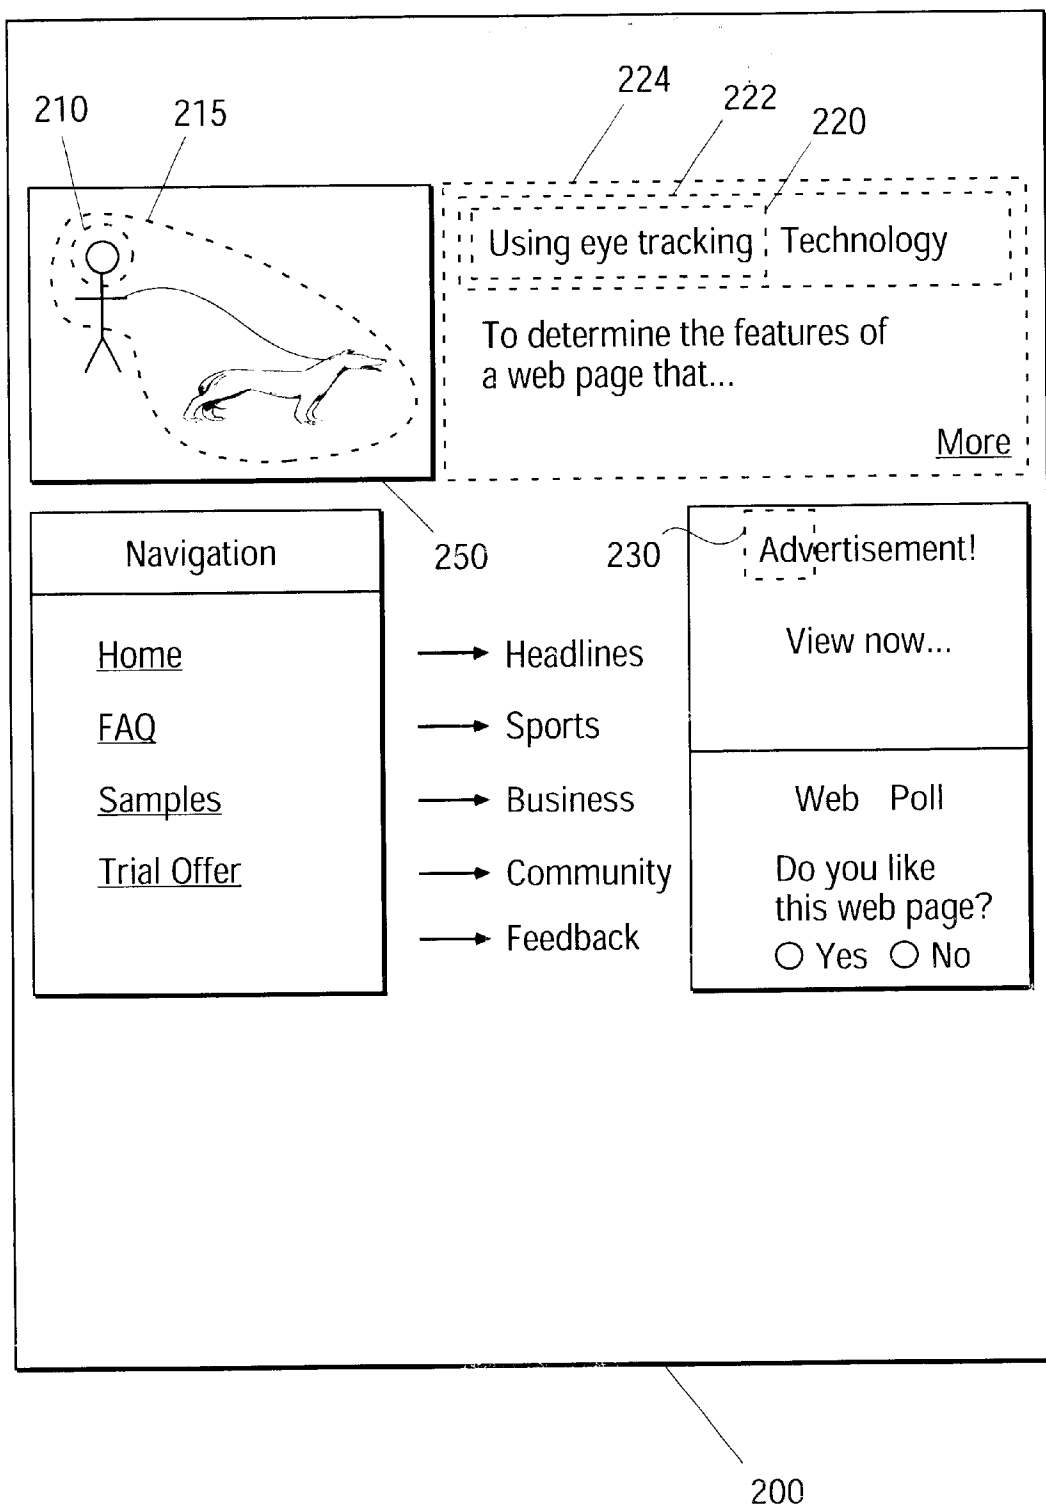 224
222
210
215
220
Using eye tracking Technology
To determine the features of
a web page that...
More
250
230
Navigation
Home
FAQ
Samples
Trial Offer
Headlines
Sports
Business
Community
Feedback
Advertisement!
View now...
Web Poll
Do you like
this web page?
Yes No
200